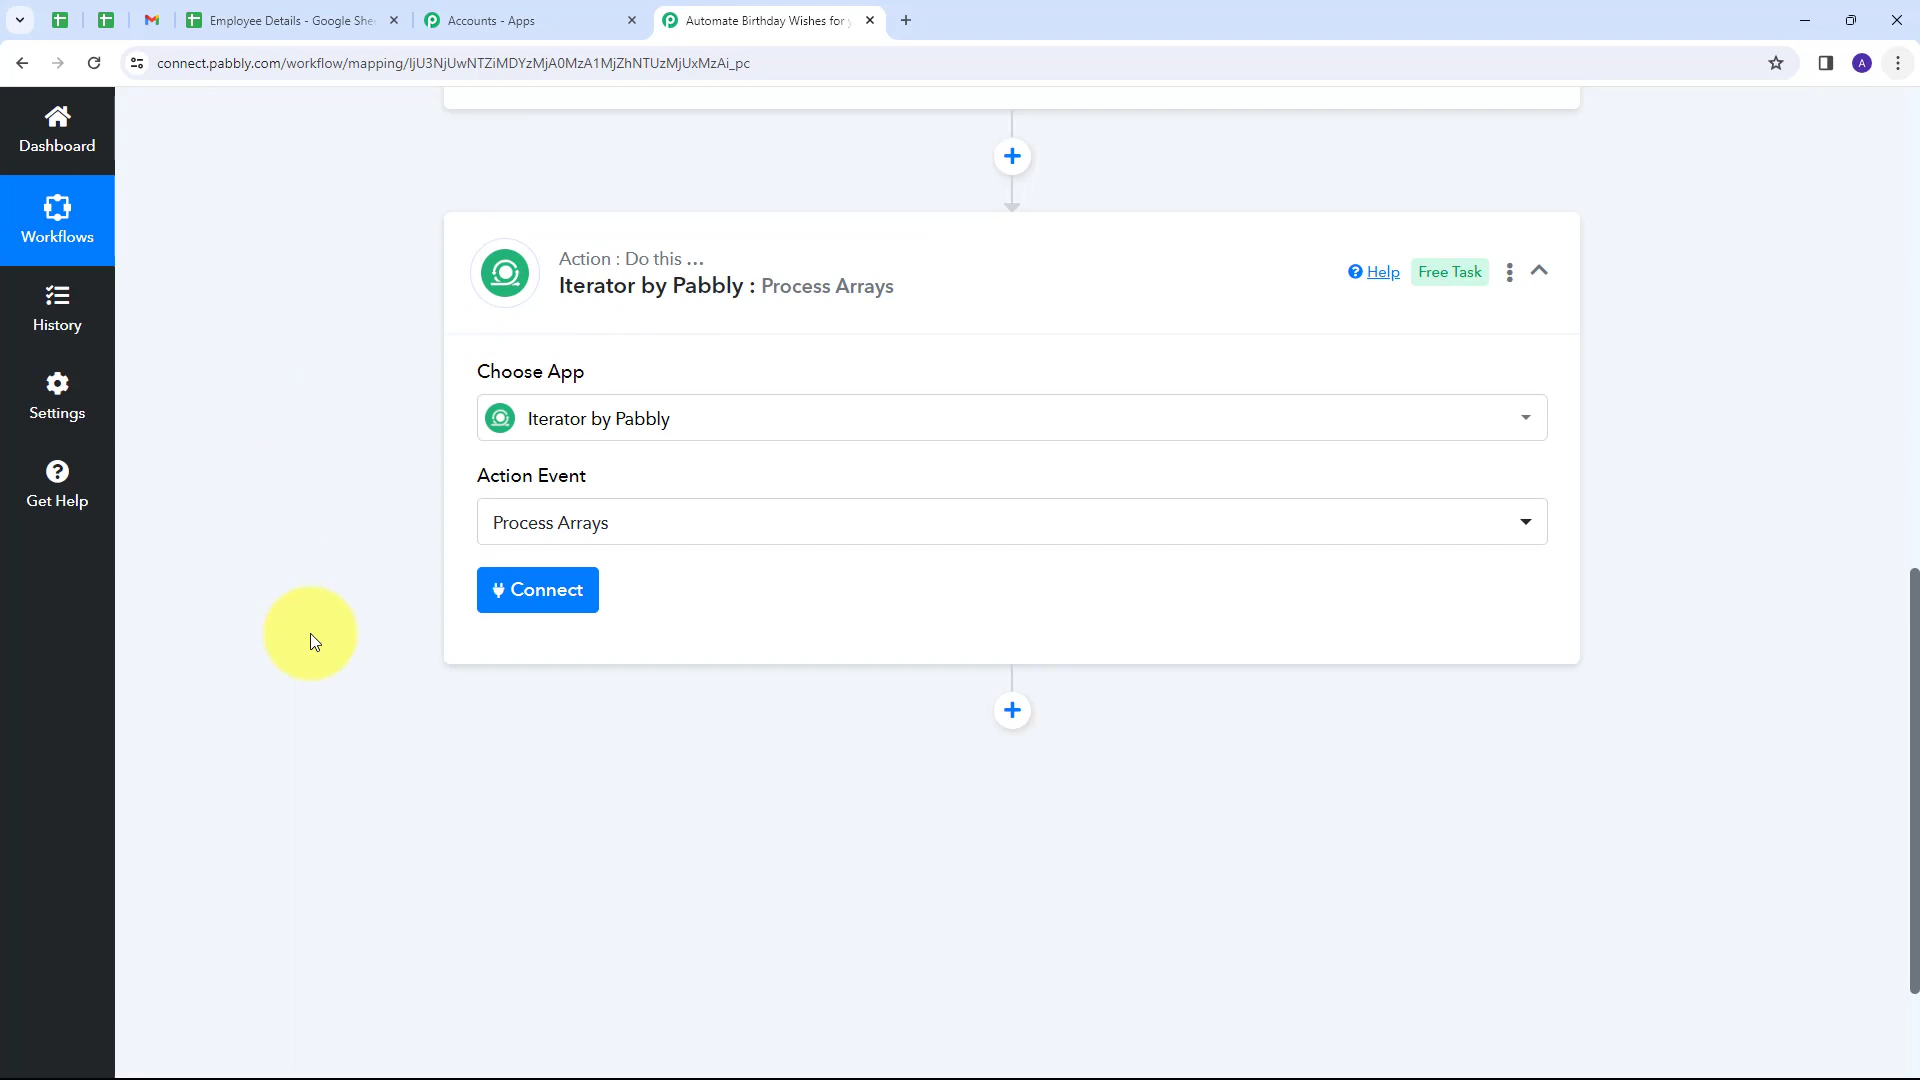 Employee Details - Google She
Accounts - Apps
Automate Birthday Wishes for
connect.pabbly.com/workflow/mapping/IjU3NjUwNTZiMDYzMjA0MzA1MjZhNTUzMjUxMzAi_pc
A
Dashboard
Workflows
History
Settings
Get Help
Action : Do this ...
Iterator by Pabbly : Process Arrays
Help
Free Task
Choose App
Iterator by Pabbly
Action Event
Process Arrays
Connect